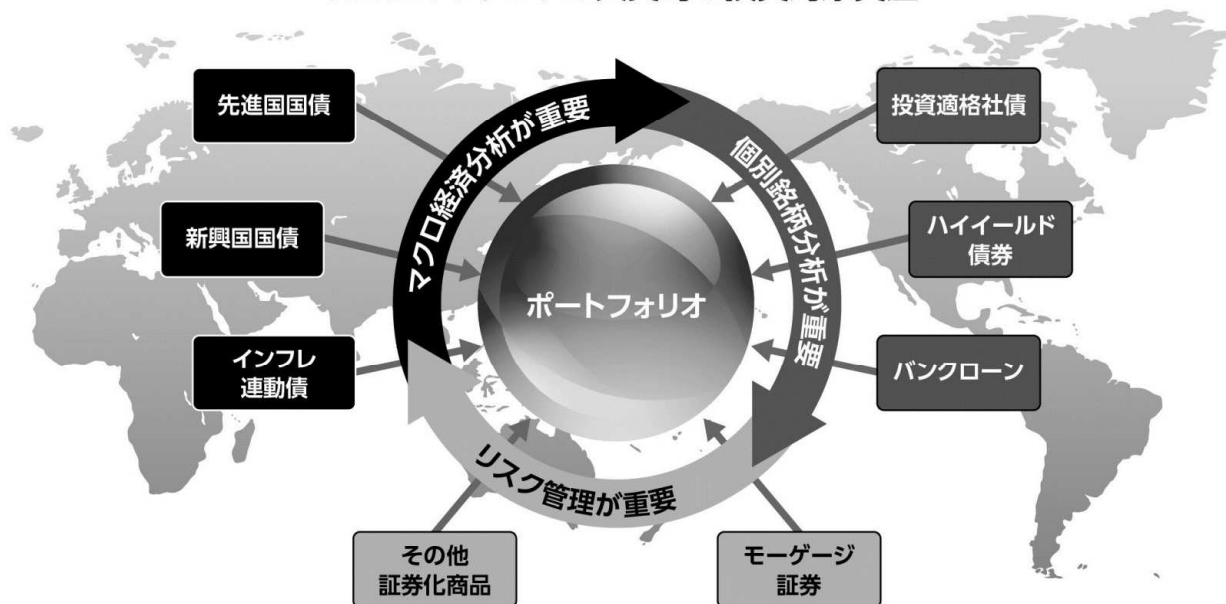 先進国国債
投資適格社債
マクロ経済分析が重要
個別銘柄分析が重要
新興国国債
ハイイールド
債券
ポートフォリオ
インフレ
連動債
バンクローン
リスク管理が重要
その他
証券化商品
モーゲージ
証券